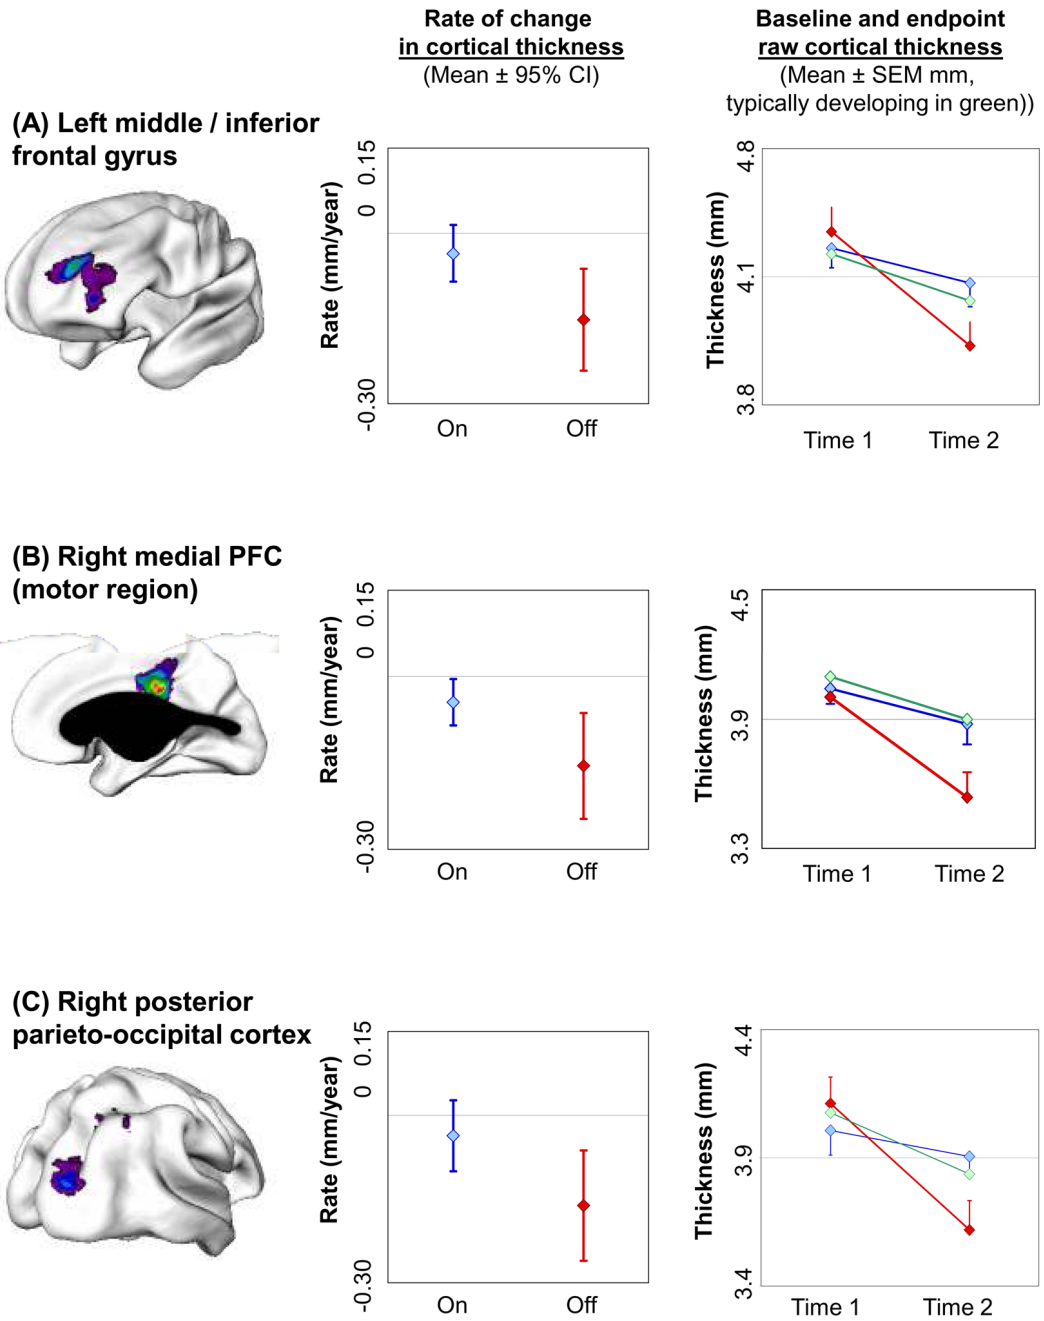 Rate of change
in cortical thickness
(Mean ± 95% CI)
Baseline and endpoint
raw cortical thickness
(Mean ± SEM mm,
typically developing in green))
(A) Left middle / inferior
frontal gyrus
Rate (mm/year)
0.15
0
-0.30
On
Off
Thickness (mm)
4.8
4.1
3.8
Time 1
Time 2
(B) Right medial PFC
(motor region)
Rate (mm/year)
0.15
0
-0.30
On
Off
Thickness (mm)
4.5
3.9
3.3
Time 1
Time 2
(C) Right posterior
parieto-occipital cortex
Rate (mm/year)
0.15
0
-0.30
On
Off
Thickness (mm)
4.4
3.9
3.4
Time 1
Time 2